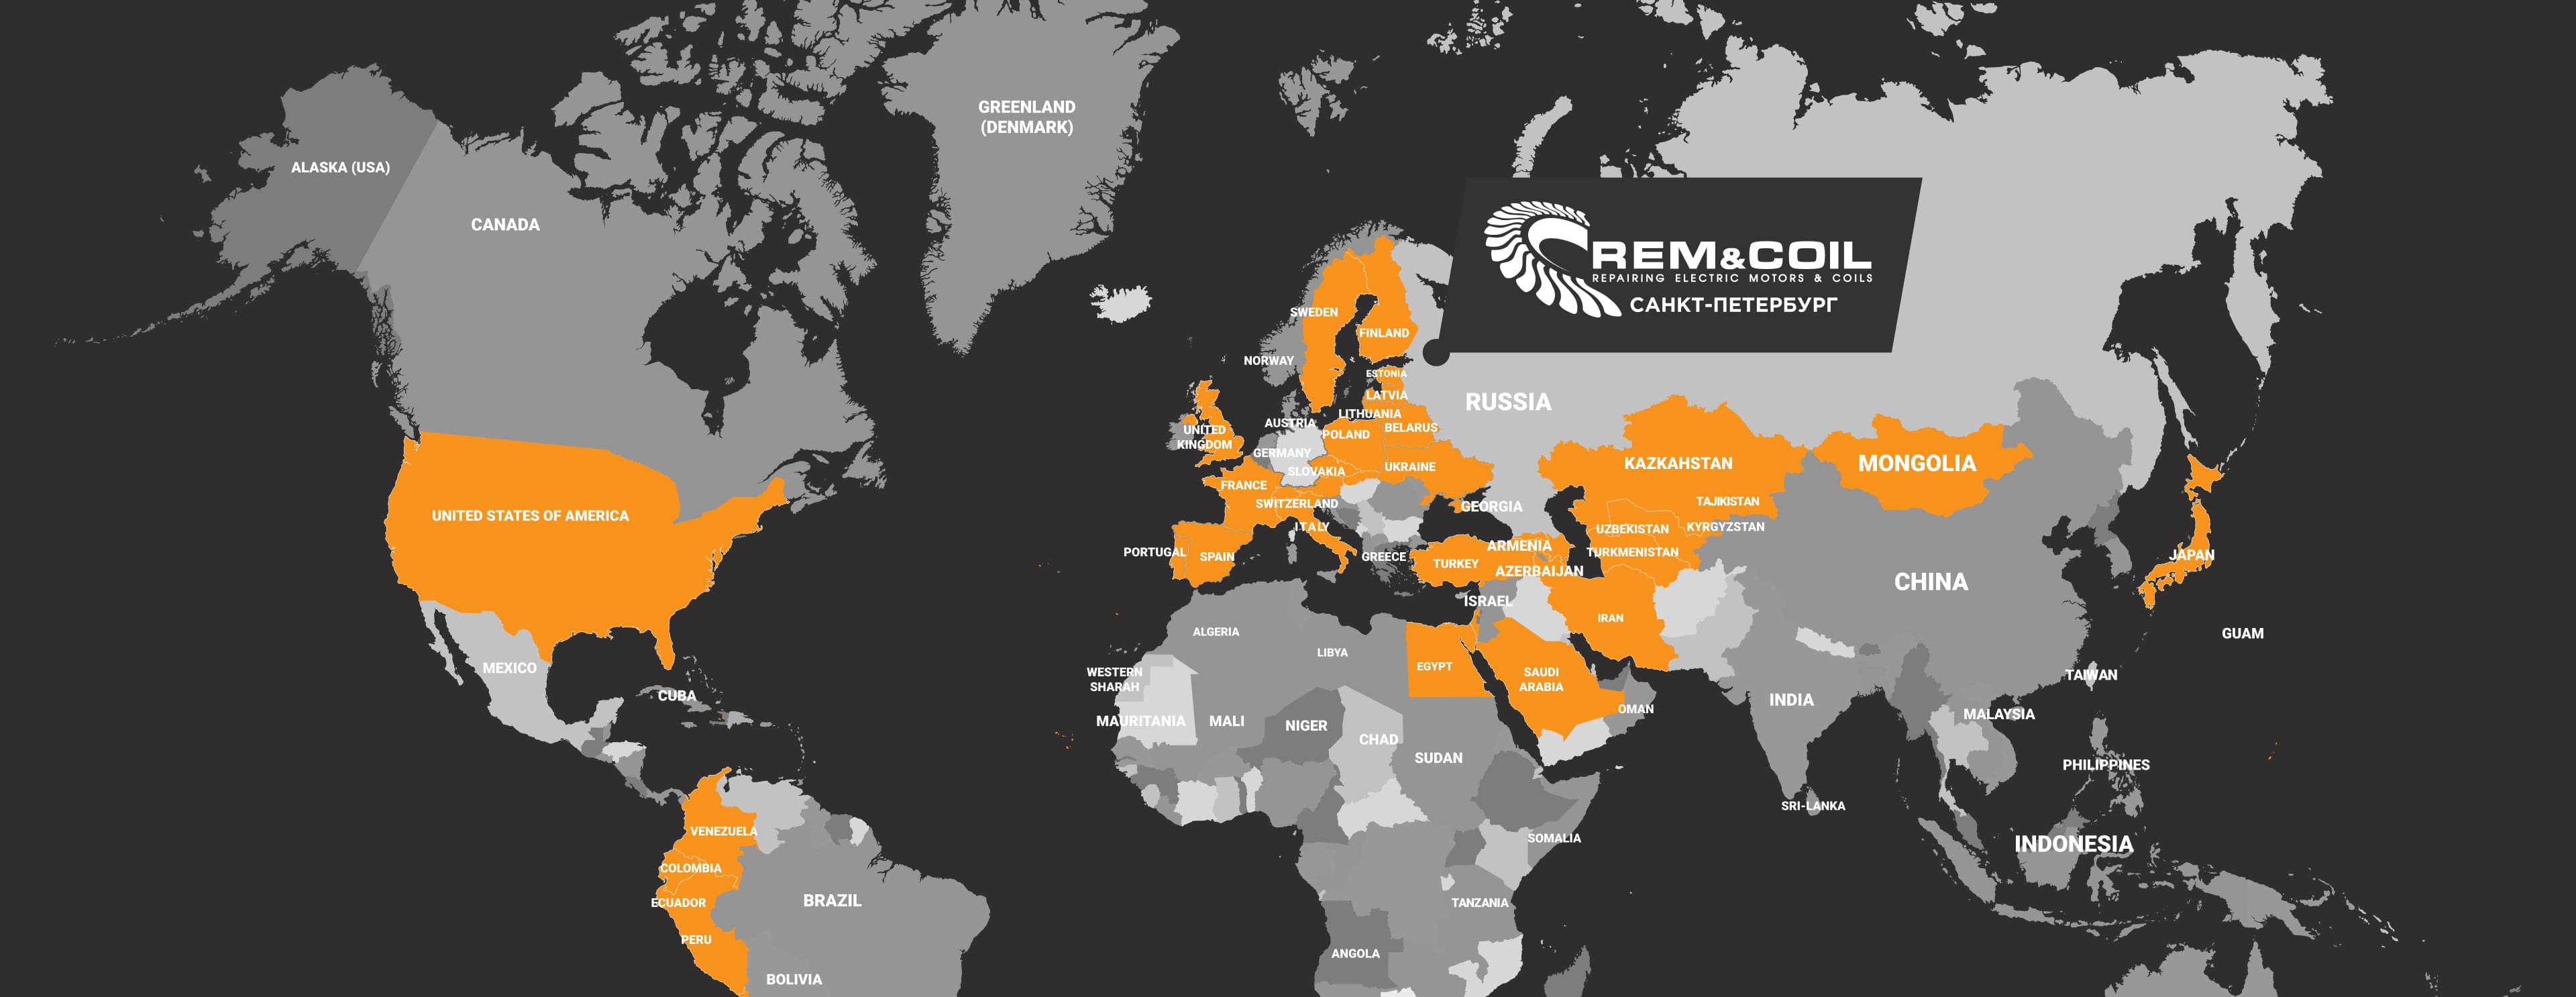 GREENLAND
(DENMARK)
ALASKA (USA)
CANADA
REM&COIL
REPAIRING ELECTRIC MOTORS & COILS
САНКТ-ПЕТЕРБУРГ
SWEDEN
FINLAND
NORWAY
ESTONIA
LATVIA
RUSSIA
LITHUANIA
AUSTRIA
BELARUS
UNITED
KINGDOM
POLAND
GERMANY
SLOVAKIA
UKRAINE
KAZKAHSTAN
MONGOLIA
FRANCE
SWITZERLAND
GEORGIA
TAJIKISTAN
UNITED STATES OF AMERICA
ITALY
UZBEKISTAN
KYRGYZSTAN
PORTUGAL
SPAIN
GREECE
ARMENIA
TURKEY
AZERBAIJAN
TURKMENISTAN
JAPAN
CHINA
ISRAEL
IRAN
ALGERIA
LIBYA
GUAM
MEXICO
CUBA
WESTERN
SHARAH
EGYPT
SAUDI
ARABIA
TAIWAN
INDIA
OMAN
MAURITANIA
MALI
NIGER
CHAD
SUDAN
MALAYSIA
PHILIPPINES
SRI-LANKA
VENEZUELA
SOMALIA
INDONESIA
COLOMBIA
ECUADOR
BRAZIL
TANZANIA
PERU
ANGOLA
BOLIVIA